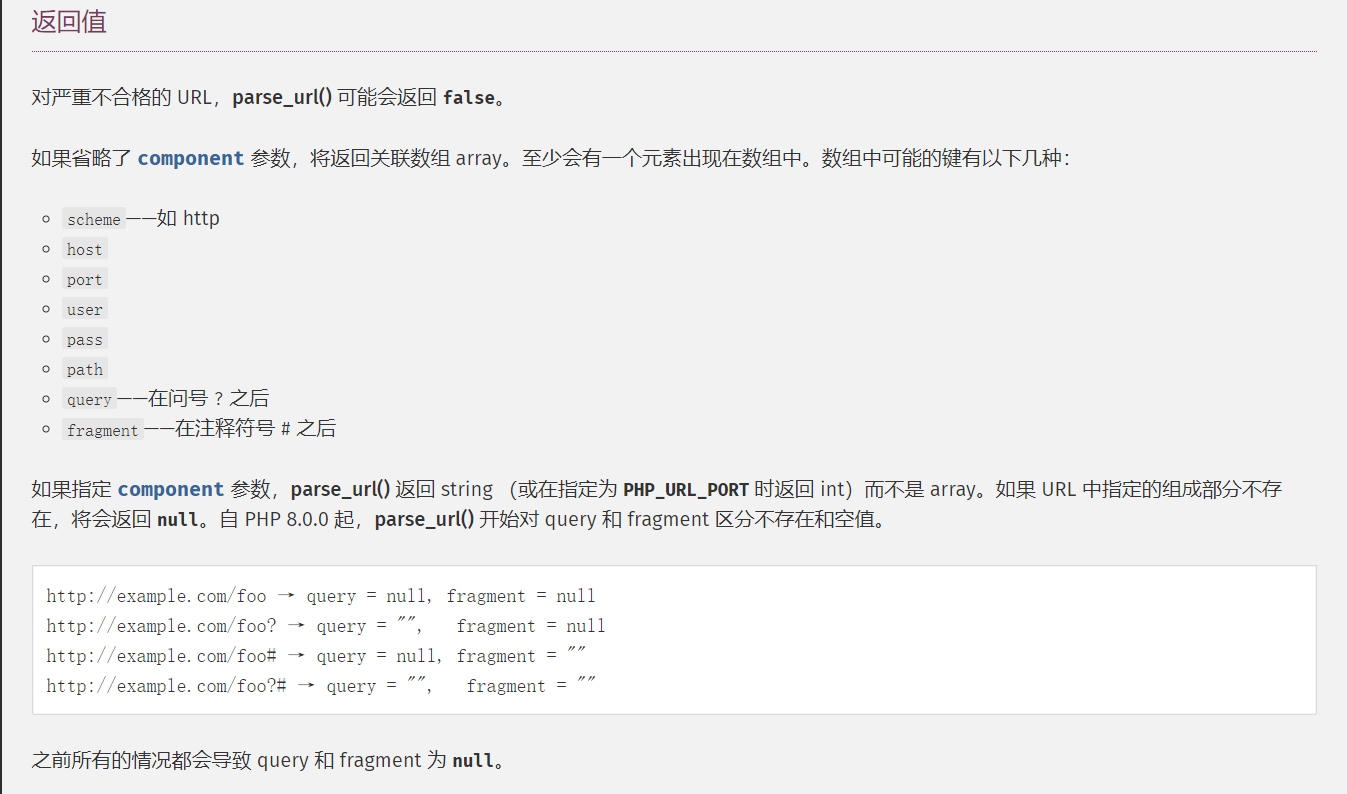 返回值
对严重不合格的 URL，parse_url() 可能会返回 false。
如果省略了 component 参数，将返回关联数组 array。至少会有一个元素出现在数组中。数组中可能的键有以下几种：
scheme——如 http
host
port
user
pass
path
query——在问号 ? 之后
fragment——在注释符号 # 之后
如果指定 component 参数，parse_url() 返回 string （或在指定为 PHP_URL_PORT 时返回 int）而不是 array。如果 URL 中指定的组成部分不存
在，将会返回 null。自 PHP 8.0.0 起，parse_url() 开始对 query 和 fragment 区分不存在和空值。
http://example.com/foo → query = null, fragment = null
http://example.com/foo? → query = "",   fragment = null
http://example.com/foo# → query = null, fragment = ""
http://example.com/foo?# → query = "",   fragment = ""
之前所有的情况都会导致 query 和 fragment 为 null。